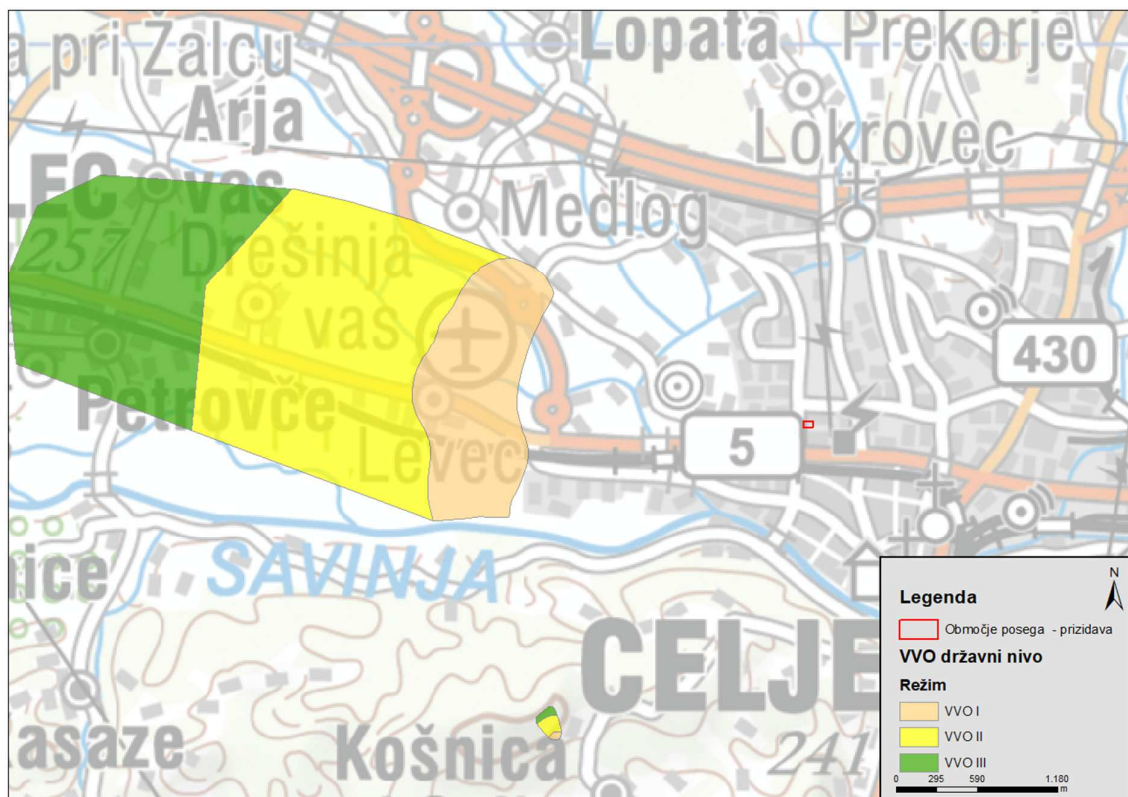 a pri Žalcu
Lopata
Prekorje
Arja
Lokrovec
LEC
vas
Medlog
257
Drešinja
vas
430
Petrovče
Levec
5
SAVINJA
nice
CELJE
Košnica
241
asaze
N
Legenda
Območje posega - prizidava
VVO državni nivo
Režim
VVO I
VVO II
VVO III
0 295 590 1.180
m